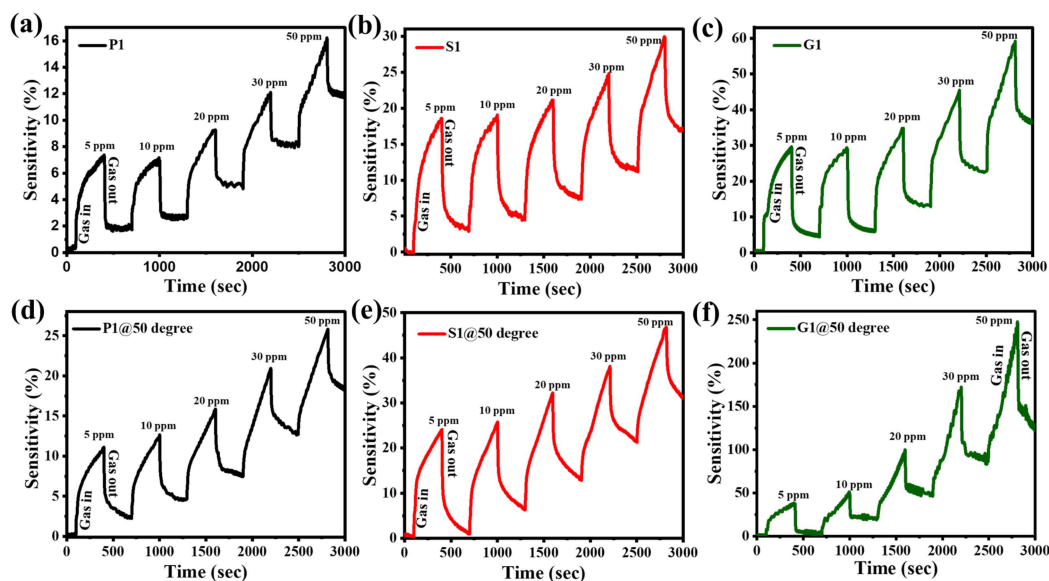 (a)
P1
5 ppm
10 ppm
20 ppm
30 ppm
50 ppm
Gas in
Gas out
Sensitivity (%)
0
2
4
6
8
10
12
14
16
0 1000 2000 3000
Time (sec)
(b)
S1
5 ppm
10 ppm
20 ppm
30 ppm
50 ppm
Gas in
Gas out
Sensitivity (%)
0
5
10
15
20
25
30
500 1000 1500 2000 2500 3000
Time (sec)
(c)
G1
5 ppm
10 ppm
20 ppm
30 ppm
50 ppm
Gas in
Gas out
Sensitivity (%)
0
10
20
30
40
50
60
0 500 1000 1500 2000 2500 3000
Time (sec)
(d)
P1@50 degree
5 ppm
10 ppm
20 ppm
30 ppm
50 ppm
Gas in
Gas out
Sensitivity (%)
0
5
10
15
20
25
0 500 1000 1500 2000 2500 3000
Time (sec)
(e)
S1@50 degree
5 ppm
10 ppm
20 ppm
30 ppm
50 ppm
Gas in
Gas out
Sensitivity (%)
0
10
20
30
40
50
500 1000 1500 2000 2500 3000
Time (sec)
(f)
G1@50 degree
5 ppm
10 ppm
20 ppm
30 ppm
50 ppm
Gas in
Gas out
Sensitivity (%)
0
50
100
150
200
250
0 500 1000 1500 2000 2500 3000
Time (sec)